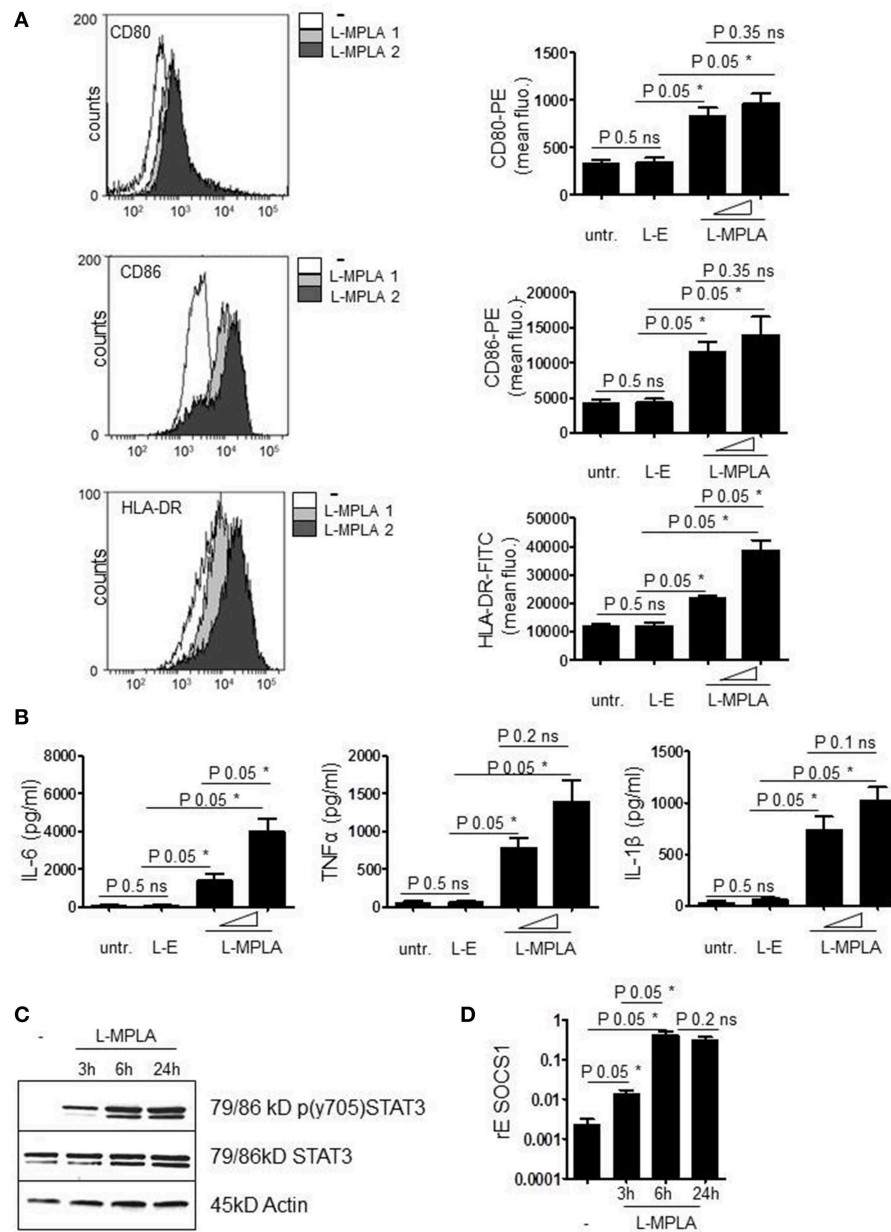 A
200
CD80
counts
0
10² 10³ 10⁴ 10⁵
-
L-MPLA 1
L-MPLA 2
CD80-PE
(mean fluo.)
1500
1000
500
0
P 0.35 ns
P 0.05 *
P 0.05 *
P 0.5 ns
untr. L-E L-MPLA
200
CD86
counts
0
10² 10³ 10⁴ 10⁵
-
L-MPLA 1
L-MPLA 2
CD86-PE
(mean fluo.)
20000
15000
10000
5000
0
P 0.35 ns
P 0.05 *
P 0.05 *
P 0.5 ns
untr. L-E L-MPLA
100
HLA-DR
counts
0
10² 10³ 10⁴ 10⁵
-
L-MPLA 1
L-MPLA 2
HLA-DR-FITC
(mean fluo.)
50000
40000
30000
20000
10000
0
P 0.05 *
P 0.05 *
P 0.05 *
P 0.5 ns
untr. L-E L-MPLA
B
IL-6 (pg/ml)
8000
6000
4000
2000
0
P 0.05 *
P 0.05 *
P 0.05 *
P 0.5 ns
untr. L-E L-MPLA
TNFα (pg/ml)
2000
1500
1000
500
0
P 0.2 ns
P 0.05 *
P 0.05 *
P 0.5 ns
untr. L-E L-MPLA
IL-1β (pg/ml)
1500
1000
500
0
P 0.1 ns
P 0.05 *
P 0.05 *
P 0.5 ns
untr. L-E L-MPLA
C
- L-MPLA
3h 6h 24h
79/86 kD p(y705)STAT3
79/86kD STAT3
45kD Actin
D
rE SOCS1
1
0.1
0.01
0.001
0.0001
P 0.05 *
P 0.05 *
P 0.2 ns
P 0.05 *
3h 6h 24h
- L-MPLA